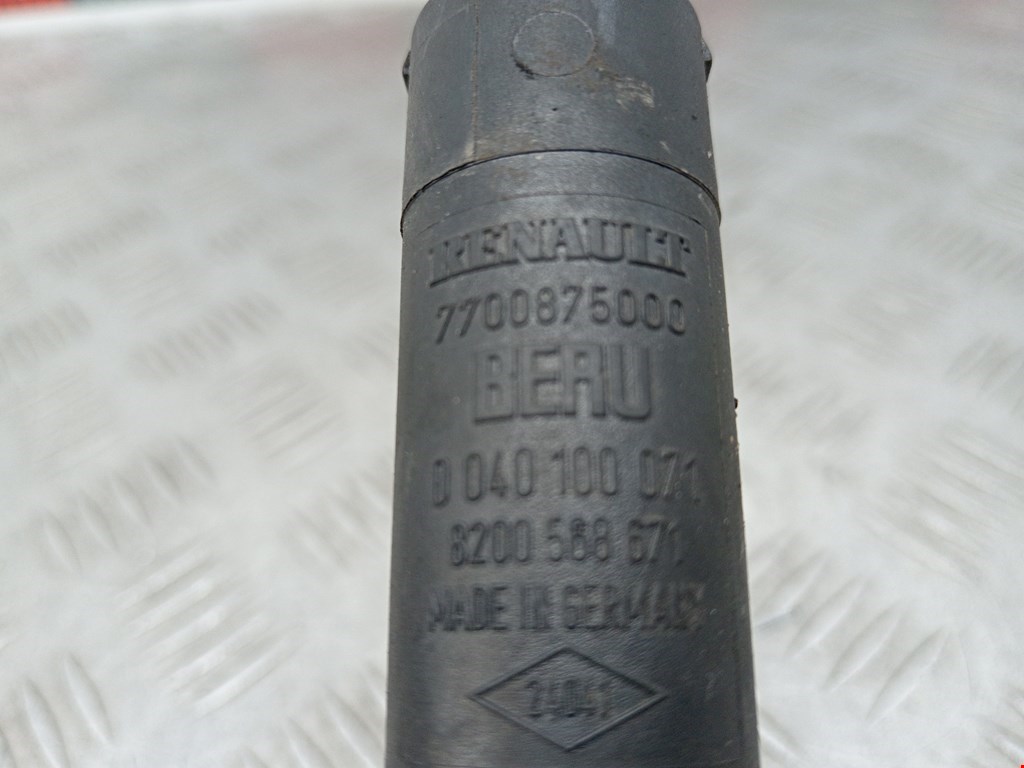 RENAULT
7700875000
BERU
0 040 100 071
8200 568 671
MADE IN GERMANY
24041